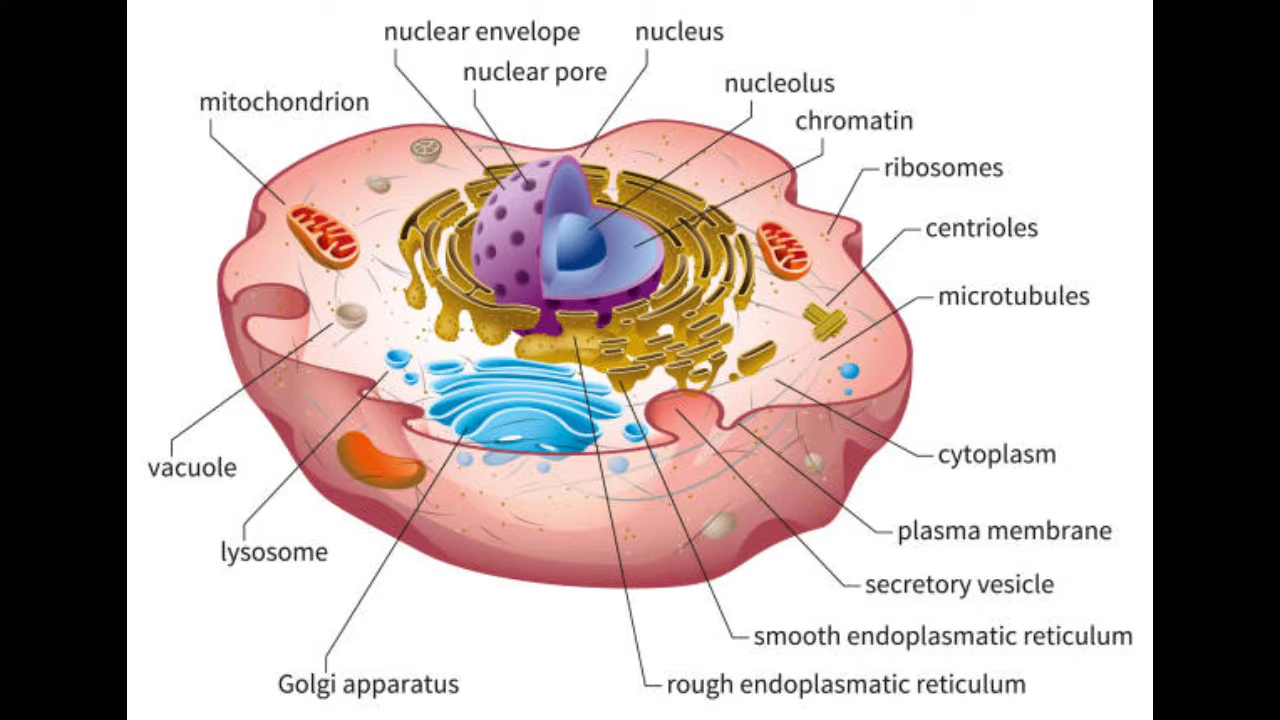 nuclear envelope
nucleus
nuclear pore
nucleolus
mitochondrion
chromatin
ribosomes
centrioles
microtubules
cytoplasm
vacuole
plasma membrane
lysosome
secretory vesicle
smooth endoplasmatic reticulum
Golgi apparatus
rough endoplasmatic reticulum